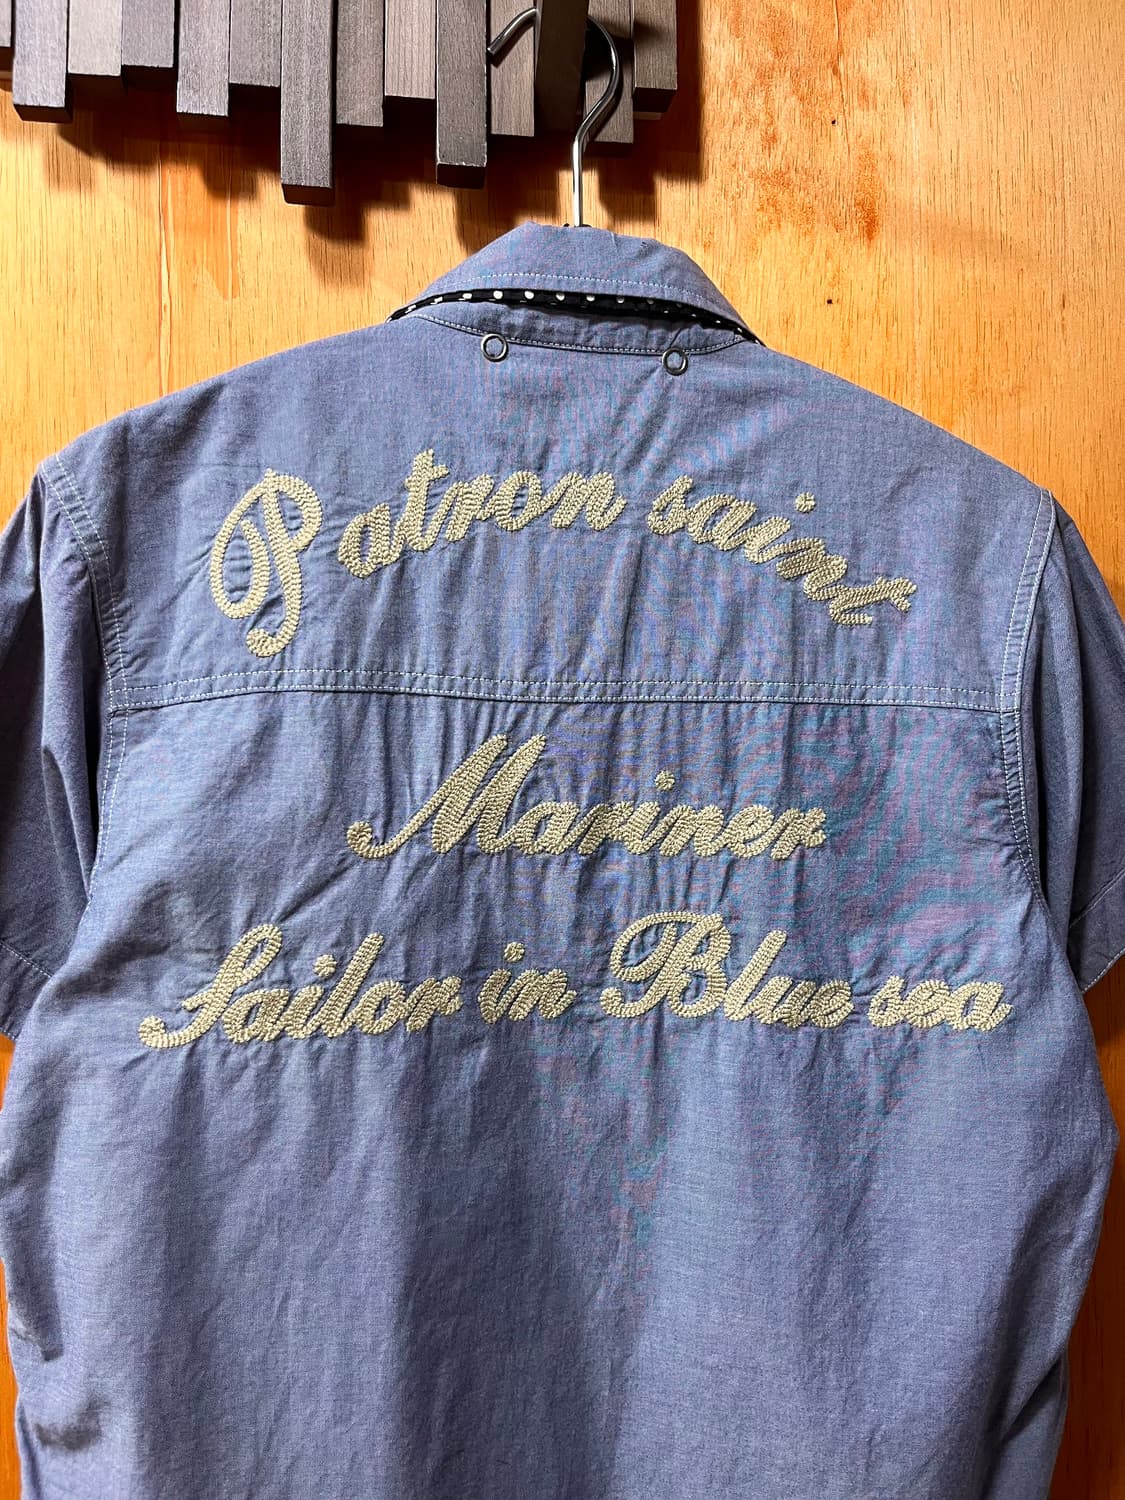 Patron saint
Mariner
Sailor in Blue sea